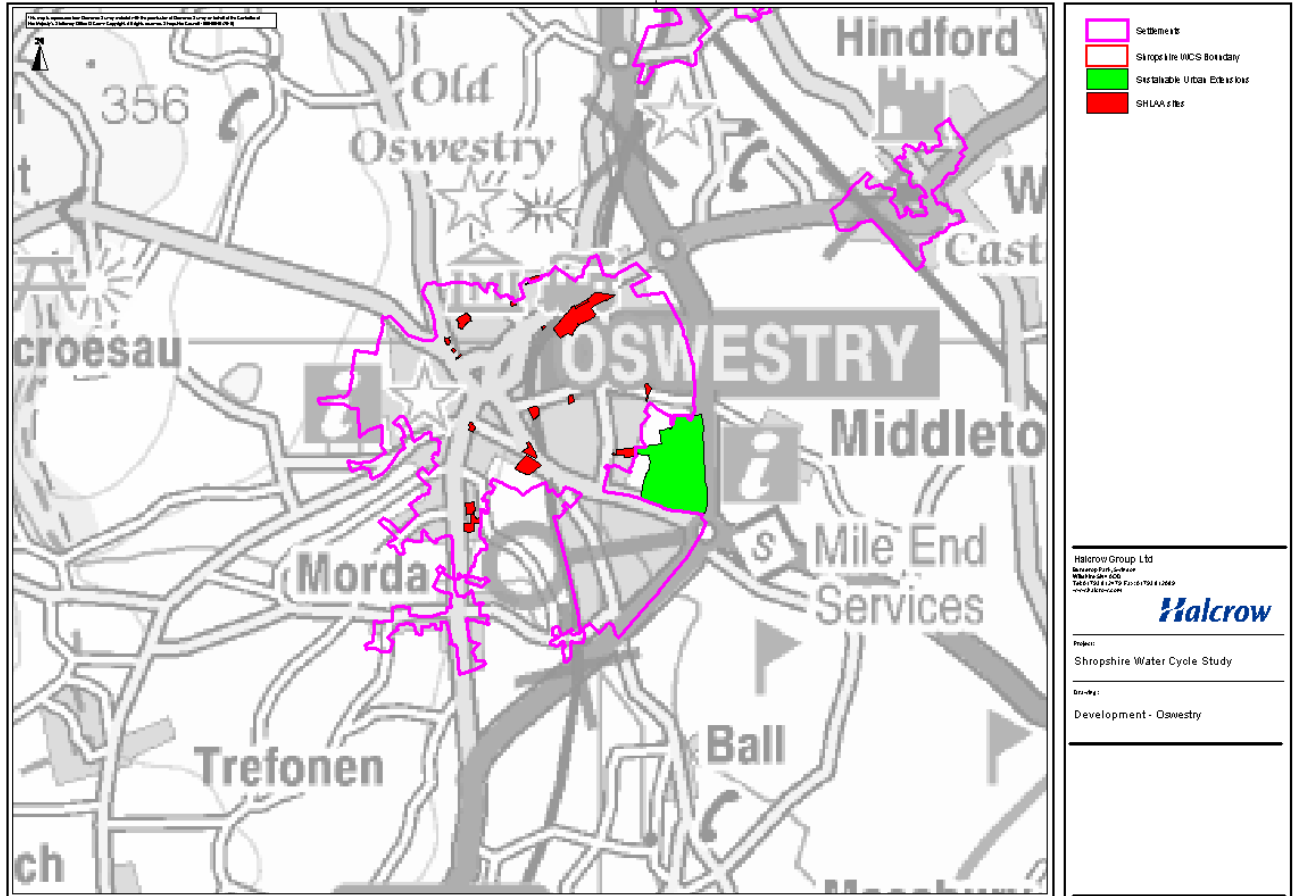 Hindford
Old
Oswestry
356
W
Cast
t
croesau
OSWESTRY
Middleto
i
i
S
Mile End
Services
Morda
Trefonen
Ball
ch
Settlements
Shropshire WCS Boundary
Sustainable Urban Extensions
SHLAA sites
Halcrow Group Ltd
Halcrow
Project:
Shropshire Water Cycle Study
Drawing:
Development - Oswestry